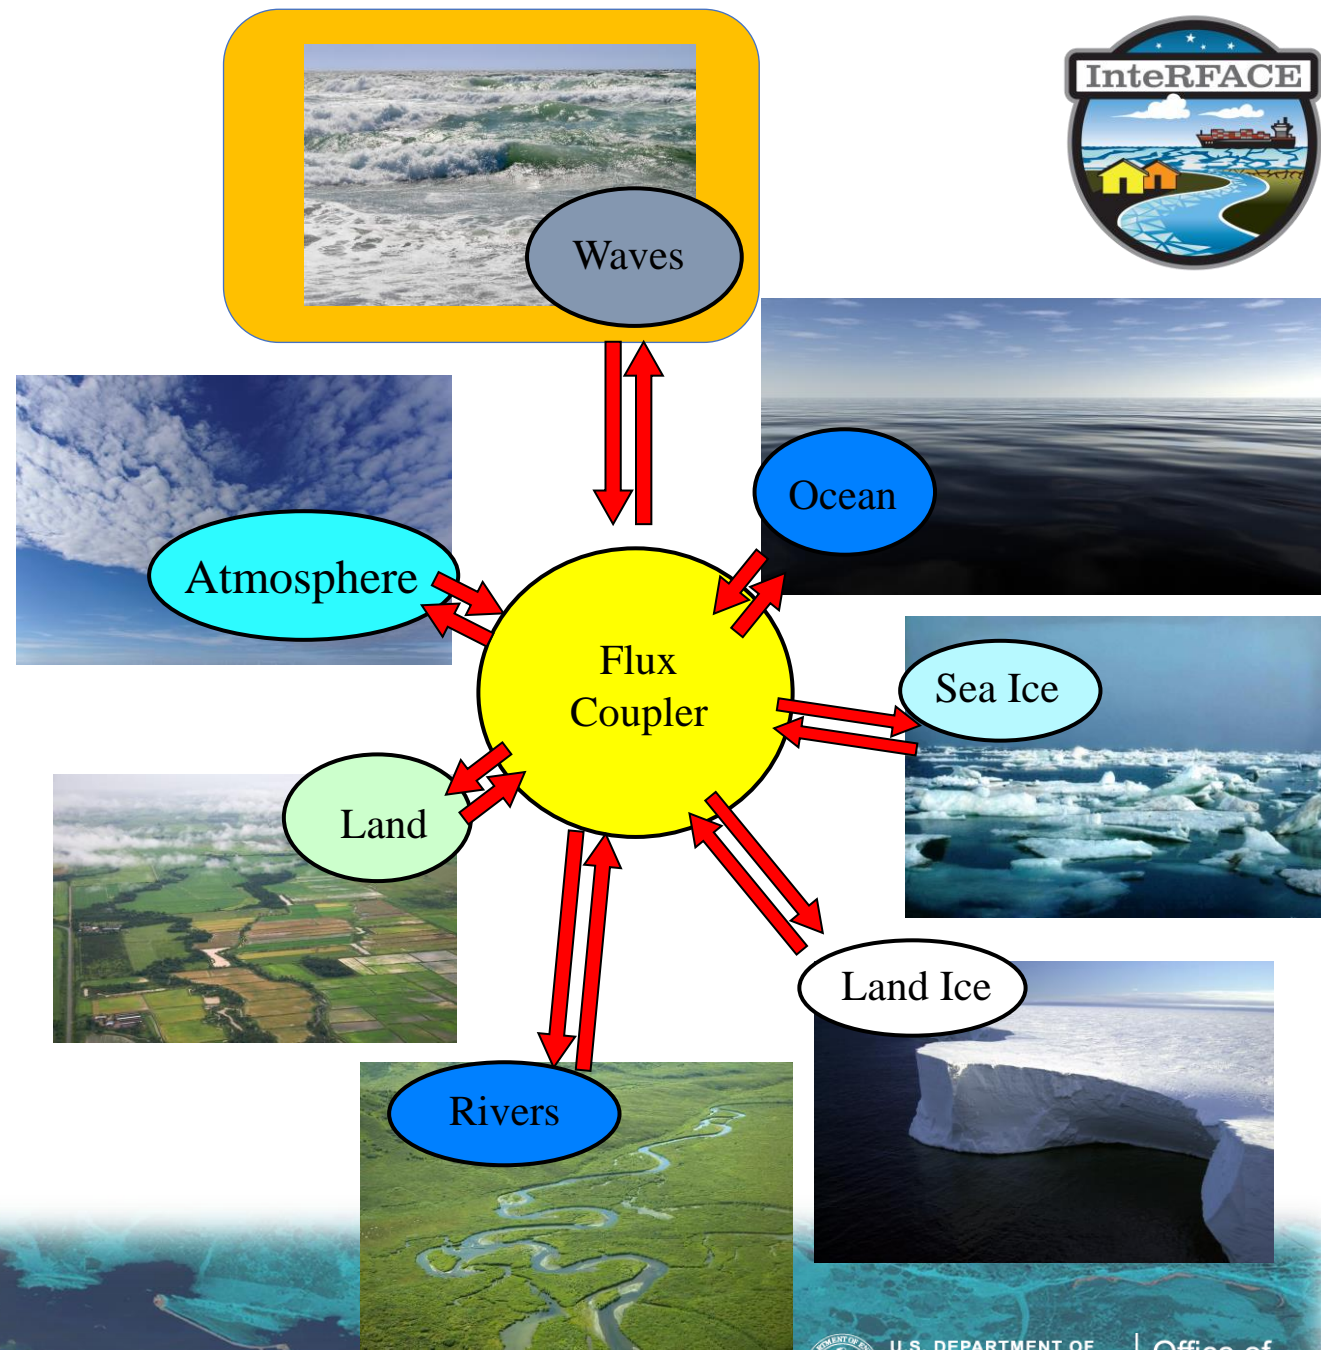 InteRFACE
Waves
Ocean
Atmosphere
Flux
Coupler
Sea Ice
Land
Land Ice
Rivers
U.S. DEPARTMENT OF
Office of